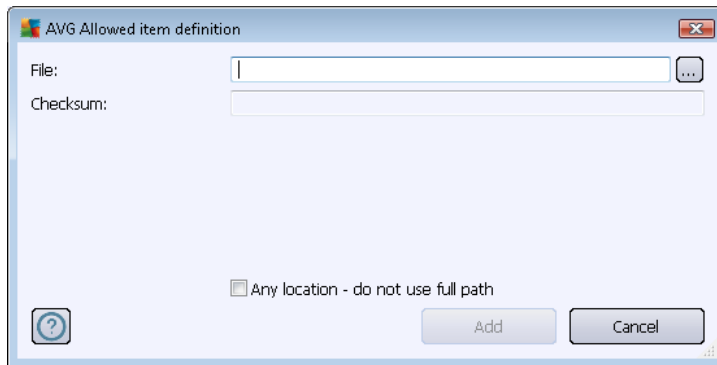 AVG Allowed item definition
File:
...
Checksum:
Any location - do not use full path
?
Add
Cancel